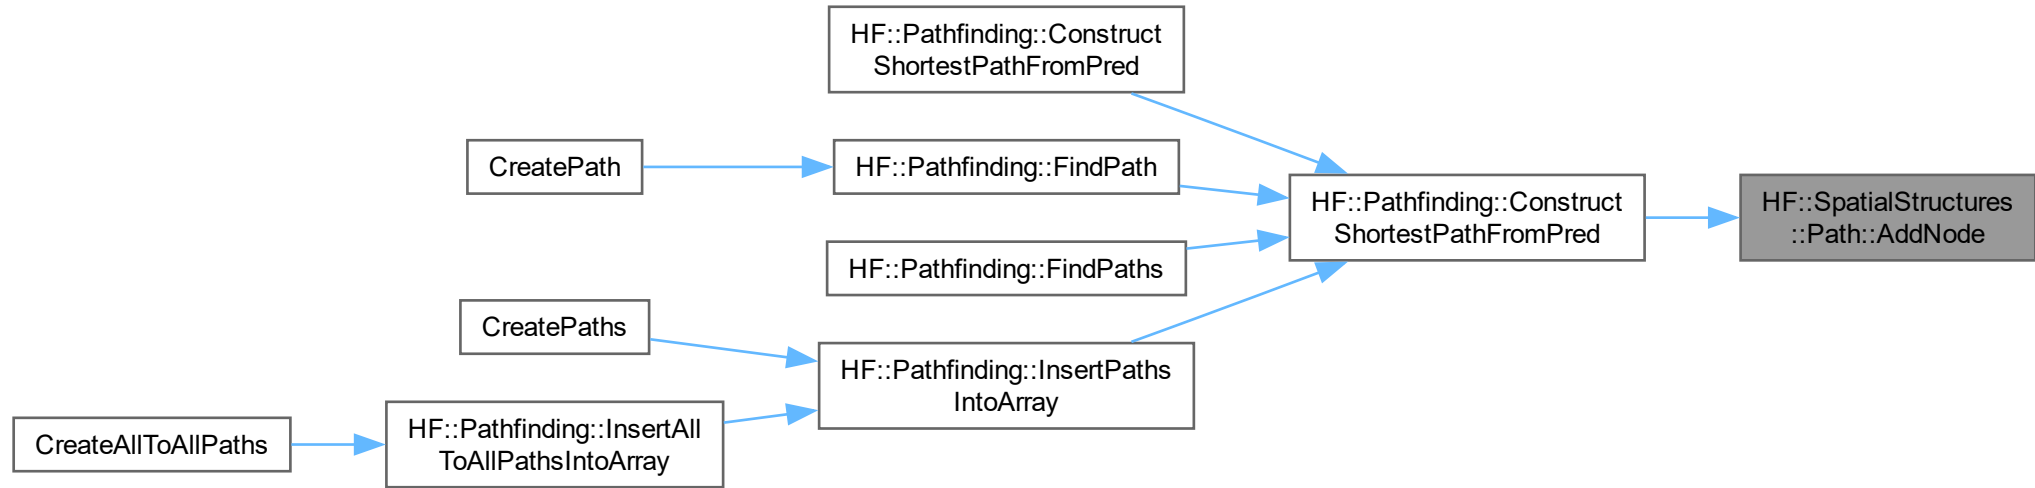 HF::Pathfinding::Construct
ShortestPathFromPred
CreatePath
HF::Pathfinding::FindPath
HF::Pathfinding::Construct
ShortestPathFromPred
HF::SpatialStructures
::Path::AddNode
HF::Pathfinding::FindPaths
CreatePaths
HF::Pathfinding::InsertPaths
IntoArray
CreateAllToAllPaths
HF::Pathfinding::InsertAll
ToAllPathsIntoArray